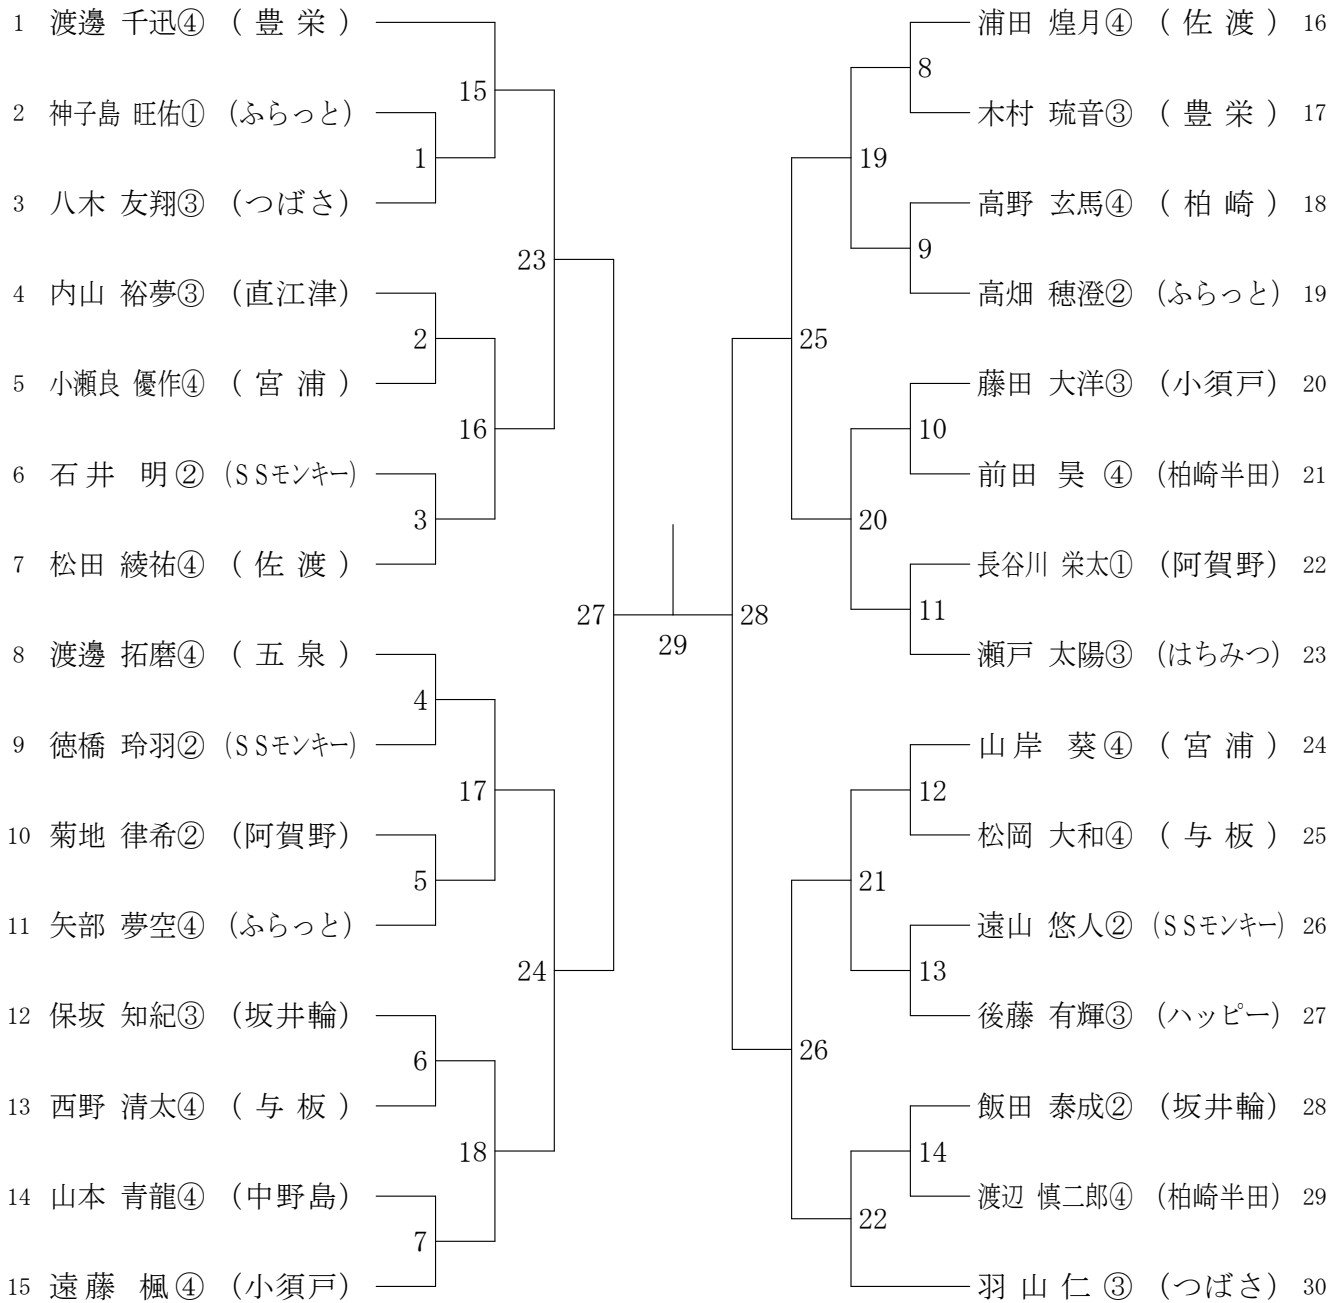 1 渡邊 千迅④ ( 豊 栄 )
2 神子島 旺佑① (ふらっと)
3 八木 友翔③ (つばさ)
4 内山 裕夢③ (直江津)
5 小瀬良 優作④ ( 宮 浦 )
6 石井 明② (SSモンキー)
7 松田 綾祐④ ( 佐 渡 )
8 渡邊 拓磨④ ( 五 泉 )
9 徳橋 玲羽② (SSモンキー)
10 菊地 律希② (阿賀野)
11 矢部 夢空④ (ふらっと)
12 保坂 知紀③ (坂井輪)
13 西野 清太④ ( 与 板 )
14 山本 青龍④ (中野島)
15 遠藤 楓④ (小須戸)
15
1
23
2
16
3
27
4
17
5
24
6
18
7
29
28
8
19
9
25
10
20
11
12
21
13
26
14
22
浦田 煌月④ ( 佐 渡 ) 16
木村 琉音③ ( 豊 栄 ) 17
高野 玄馬④ ( 柏 崎 ) 18
高畑 穂澄② (ふらっと) 19
藤田 大洋③ (小須戸) 20
前田 昊 ④ (柏崎半田) 21
長谷川 栄太① (阿賀野) 22
瀬戸 太陽③ (はちみつ) 23
山岸 葵④ ( 宮 浦 ) 24
松岡 大和④ ( 与 板 ) 25
遠山 悠人② (SSモンキー) 26
後藤 有輝③ (ハッピー) 27
飯田 泰成② (坂井輪) 28
渡辺 慎二郎④ (柏崎半田) 29
羽 山 仁 ③ (つばさ) 30